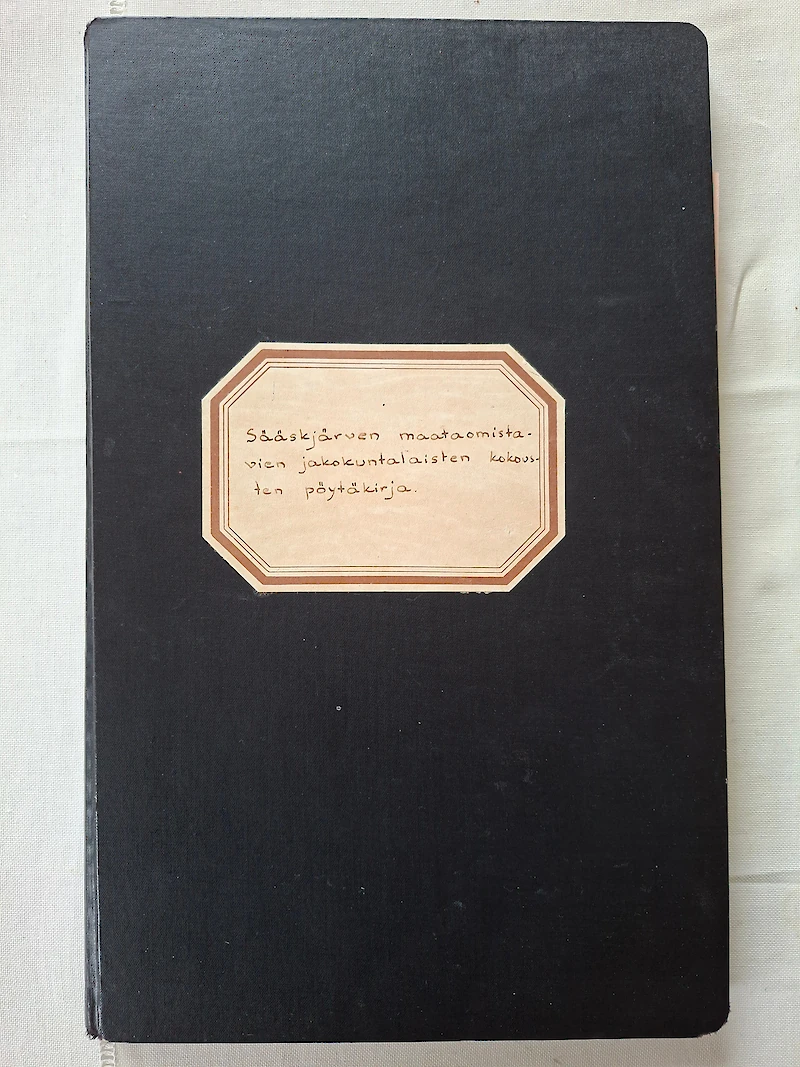 Sääskjärven maataomista-
vien jakokuntalaisten kokous-
ten pöytäkirja.